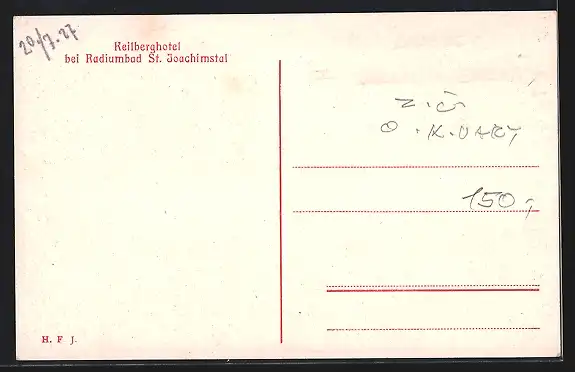 20/7.27
Keilberghotel
bei Radiumbad St. Joachimstal
Z.Č
O.K.VARY
150,-
H. F J.